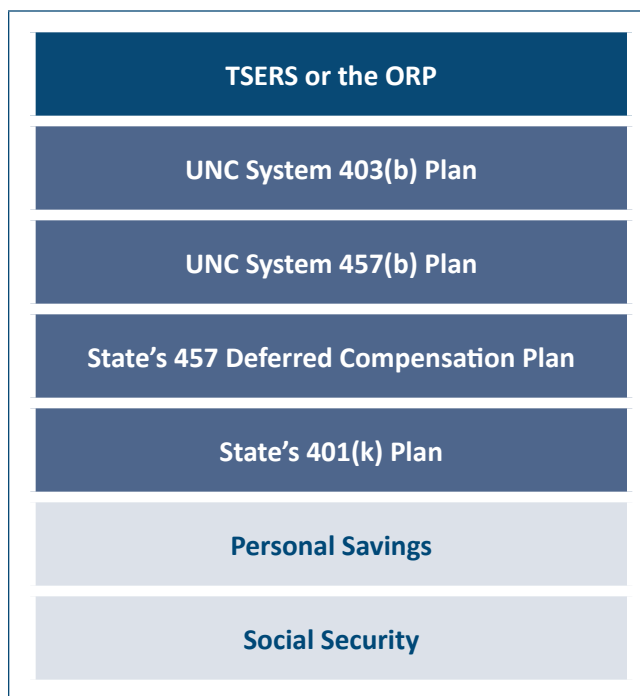 TSERS or the ORP
UNC System 403(b) Plan
UNC System 457(b) Plan
State’s 457 Deferred Compensation Plan
State’s 401(k) Plan
Personal Savings
Social Security